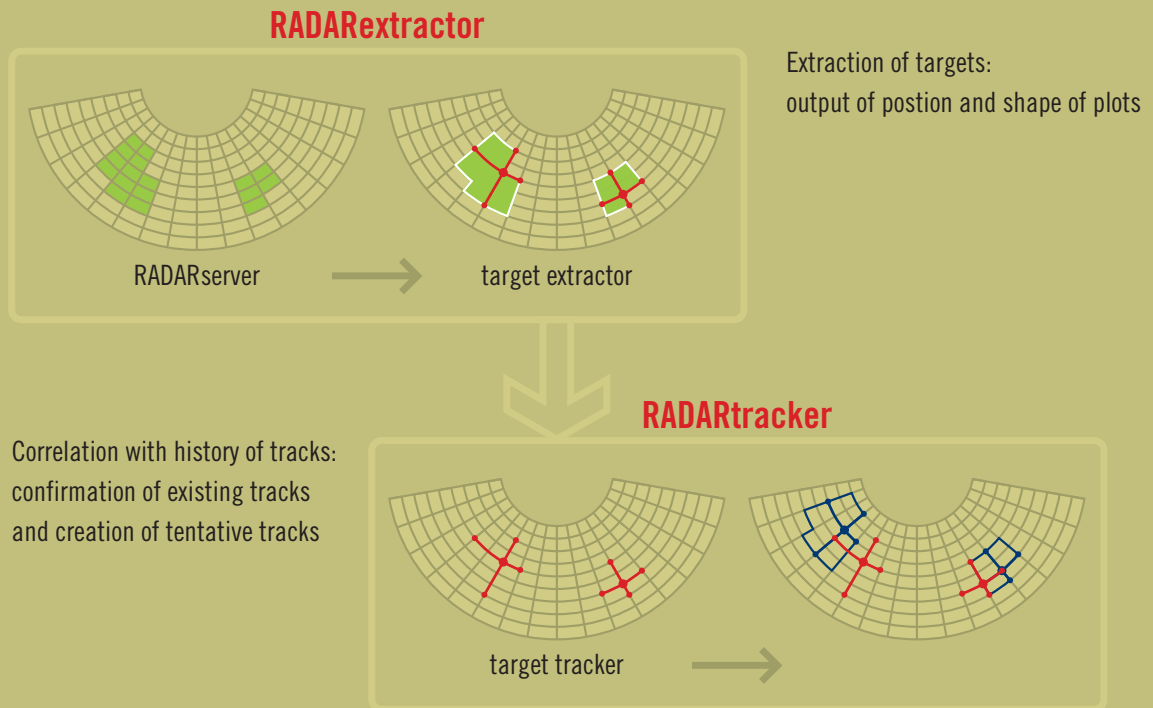 RADARextractor
Extraction of targets:
output of postion and shape of plots
RADARserver
target extractor
RADARtracker
Correlation with history of tracks:
confirmation of existing tracks
and creation of tentative tracks
target tracker